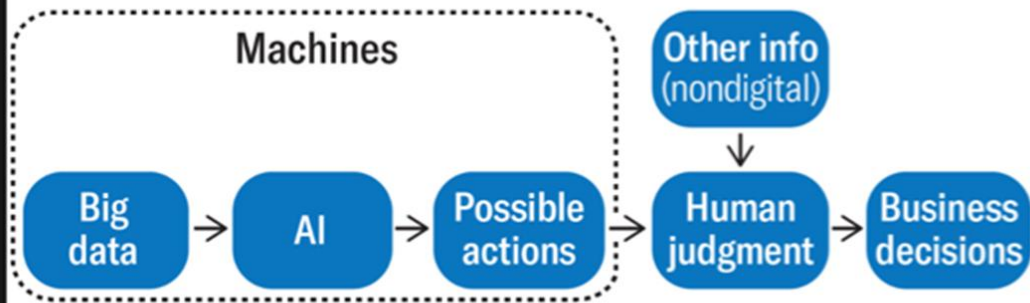 Machines
Other info
(nondigital)
Big
data
AI
Possible
actions
Human
judgment
Business
decisions